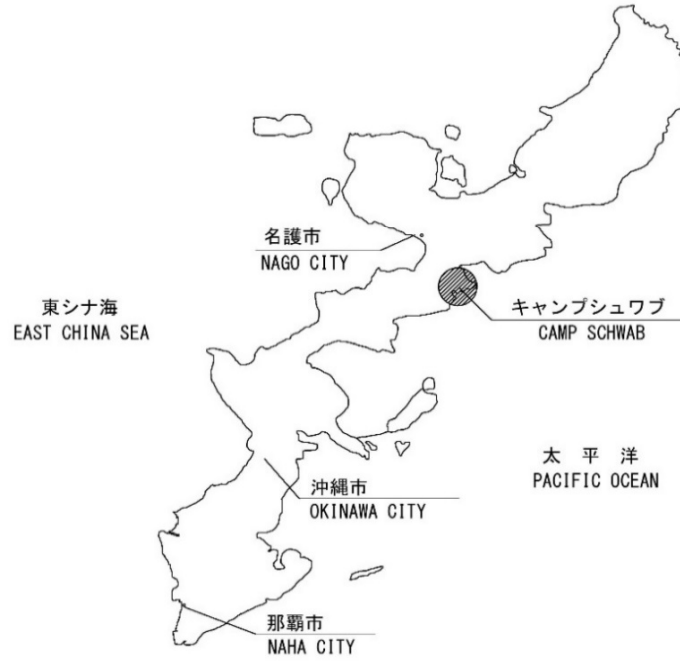 名護市
NAGO CITY
東シナ海
EAST CHINA SEA
キャンプシュワブ
CAMP SCHWAB
太 平 洋
PACIFIC OCEAN
沖縄市
OKINAWA CITY
那覇市
NAHA CITY